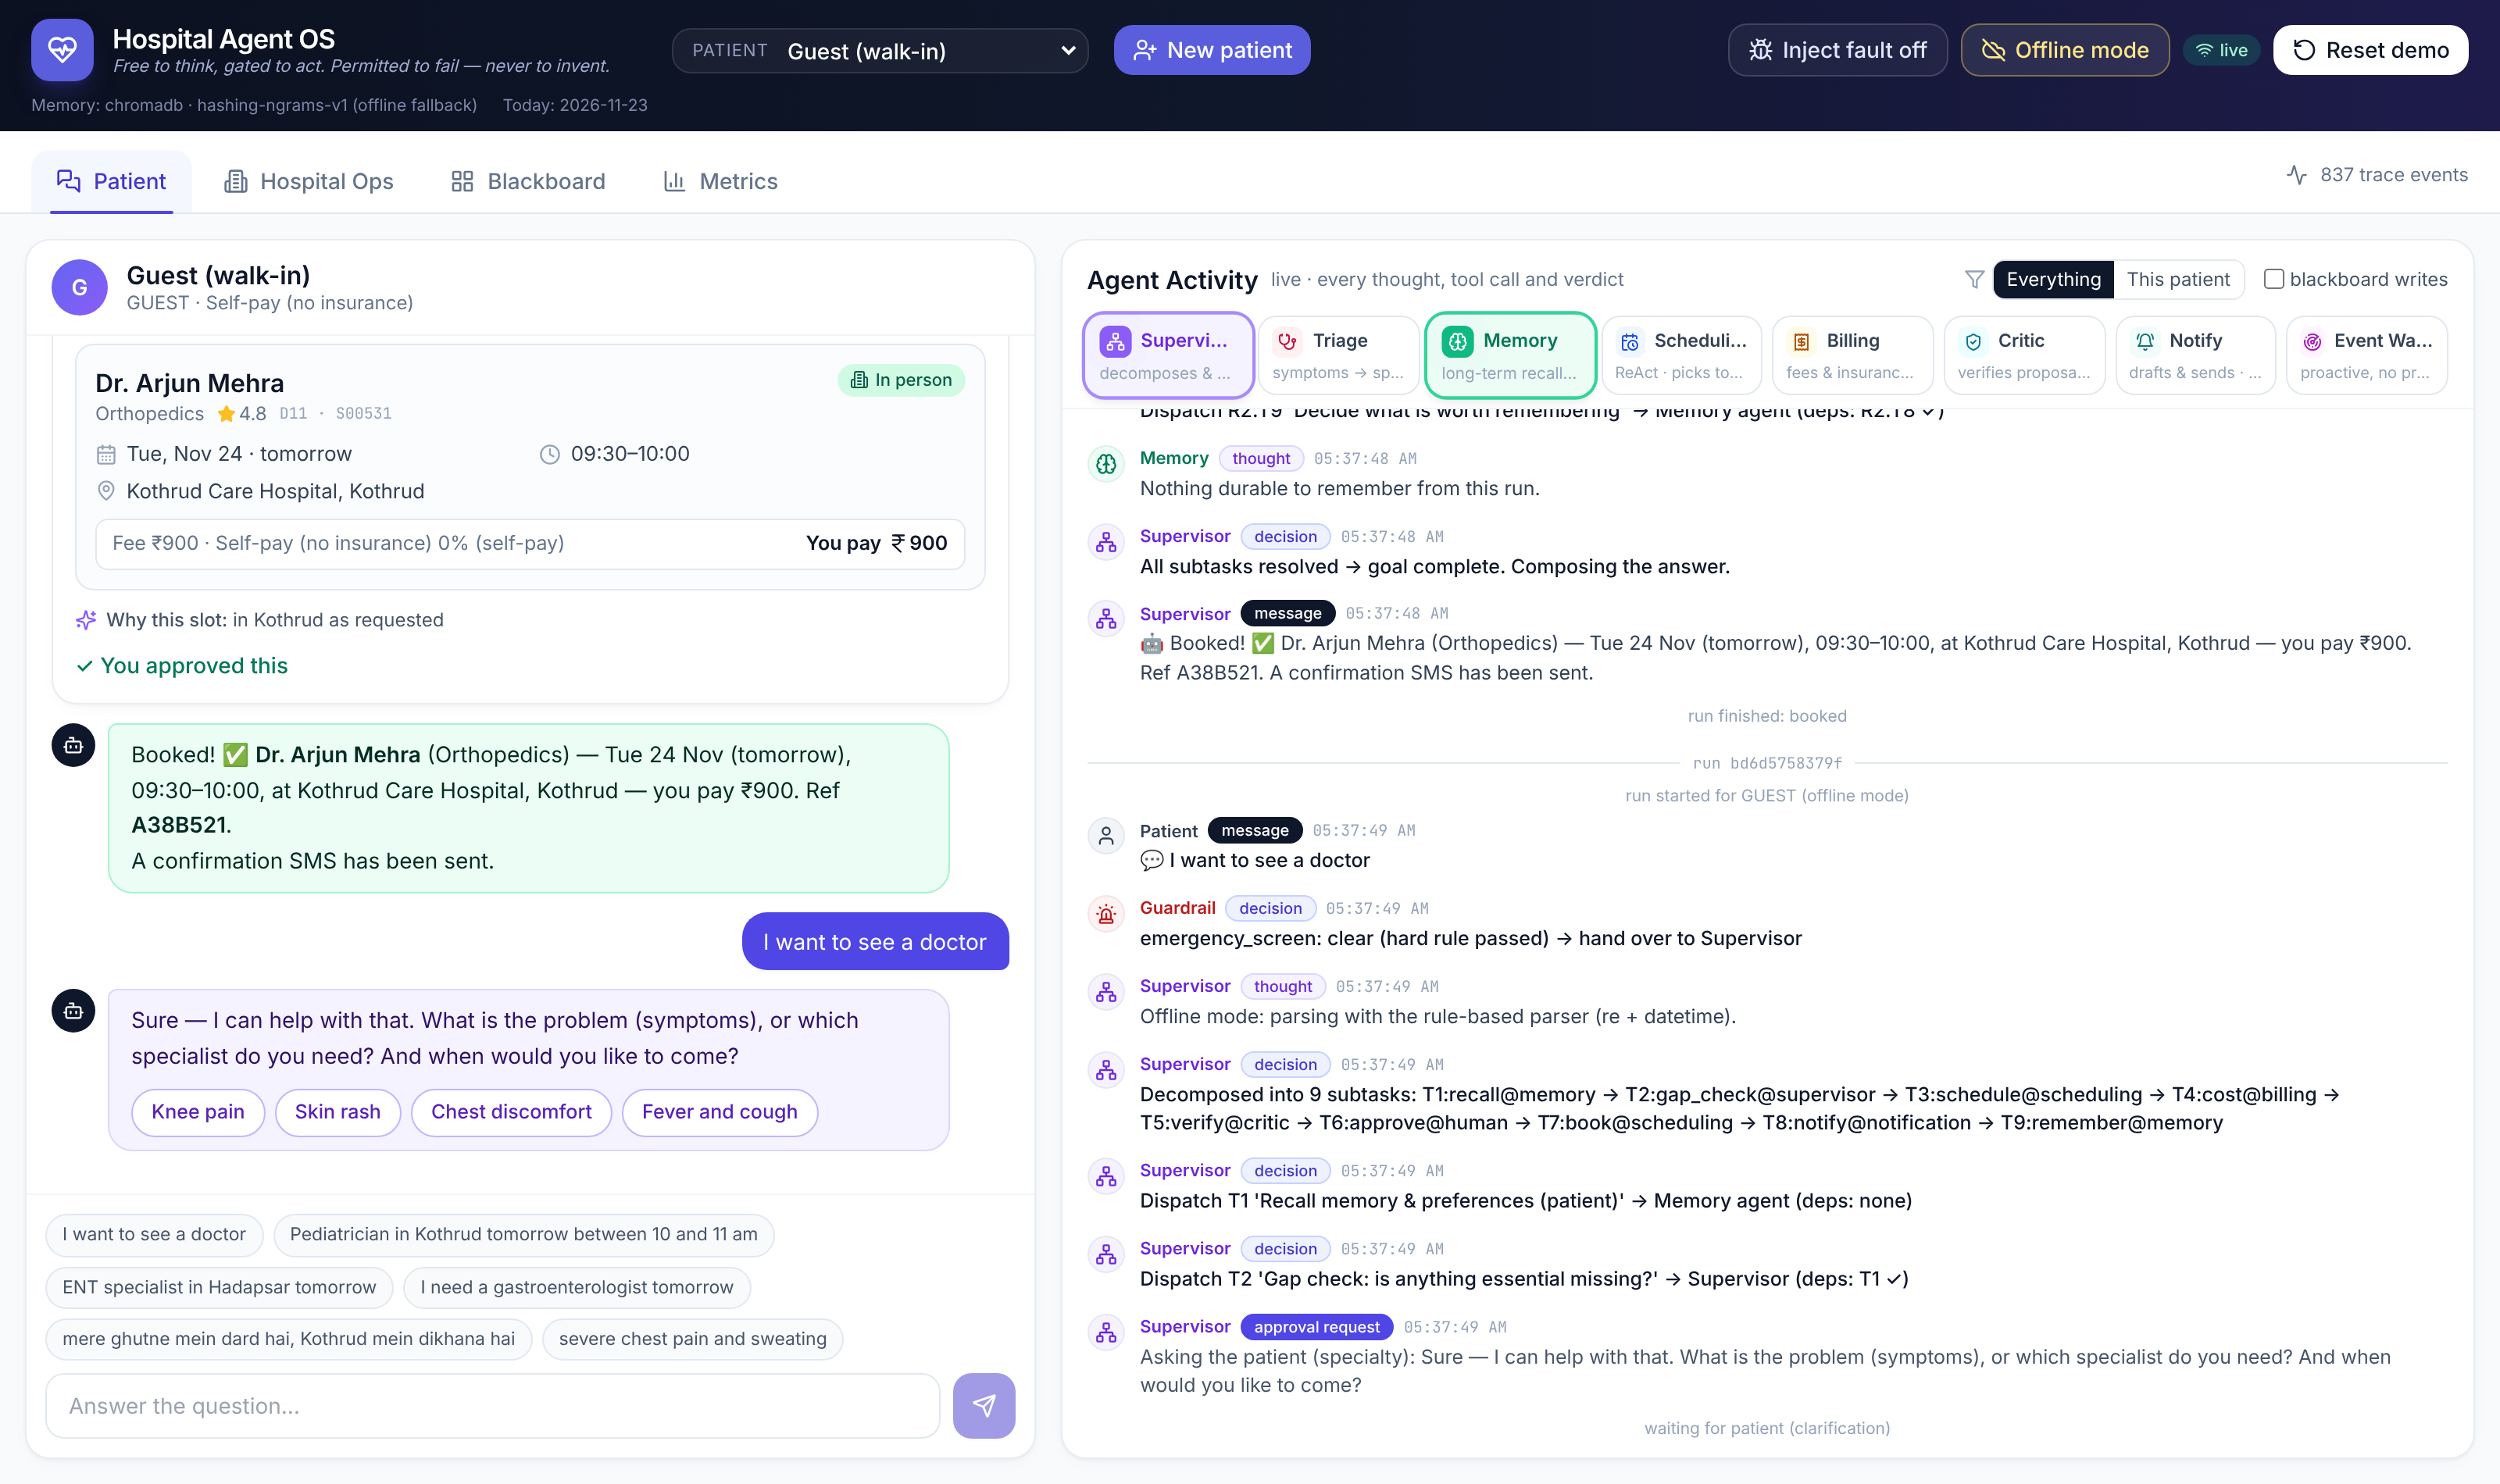 Hospital Agent OS
Free to think, gated to act. Permitted to fail — never to invent.
PATIENT Guest (walk-in)
New patient
Inject fault off
Offline mode
live
Reset demo
Memory: chromadb · hashing-ngrams-v1 (offline fallback) Today: 2026-11-23
Patient
Hospital Ops
Blackboard
Metrics
837 trace events
G
Guest (walk-in)
GUEST · Self-pay (no insurance)
Dr. Arjun Mehra
In person
Orthopedics 4.8 D11 · S00531
Tue, Nov 24 · tomorrow
09:30–10:00
Kothrud Care Hospital, Kothrud
Fee ₹900 · Self-pay (no insurance) 0% (self-pay)
You pay ₹900
Why this slot: in Kothrud as requested
You approved this
Booked! ✅ Dr. Arjun Mehra (Orthopedics) — Tue 24 Nov (tomorrow),
09:30–10:00, at Kothrud Care Hospital, Kothrud — you pay ₹900. Ref
A38B521.
A confirmation SMS has been sent.
I want to see a doctor
Sure — I can help with that. What is the problem (symptoms), or which
specialist do you need? And when would you like to come?
Knee pain
Skin rash
Chest discomfort
Fever and cough
I want to see a doctor
Pediatrician in Kothrud tomorrow between 10 and 11 am
ENT specialist in Hadapsar tomorrow
I need a gastroenterologist tomorrow
mere ghutne mein dard hai, Kothrud mein dikhana hai
severe chest pain and sweating
Answer the question...
Agent Activity live · every thought, tool call and verdict
Everything
This patient
blackboard writes
Supervi...
decomposes & ...
Triage
symptoms → sp...
Memory
long-term recall...
Scheduli...
ReAct · picks to...
Billing
fees & insuranc...
Critic
verifies proposa...
Notify
drafts & sends · ...
Event Wa...
proactive, no pr...
Dispatch R2.T9 'Decide what is worth remembering' → Memory agent (deps: R2.T8 ✓)
Memory thought 05:37:48 AM
Nothing durable to remember from this run.
Supervisor decision 05:37:48 AM
All subtasks resolved → goal complete. Composing the answer.
Supervisor message 05:37:48 AM
🤖 Booked! ✅ Dr. Arjun Mehra (Orthopedics) — Tue 24 Nov (tomorrow), 09:30–10:00, at Kothrud Care Hospital, Kothrud — you pay ₹900.
Ref A38B521. A confirmation SMS has been sent.
run finished: booked
run bd6d5758379f
run started for GUEST (offline mode)
Patient message 05:37:49 AM
💬 I want to see a doctor
Guardrail decision 05:37:49 AM
emergency_screen: clear (hard rule passed) → hand over to Supervisor
Supervisor thought 05:37:49 AM
Offline mode: parsing with the rule-based parser (re + datetime).
Supervisor decision 05:37:49 AM
Decomposed into 9 subtasks: T1:recall@memory → T2:gap_check@supervisor → T3:schedule@scheduling → T4:cost@billing →
T5:verify@critic → T6:approve@human → T7:book@scheduling → T8:notify@notification → T9:remember@memory
Supervisor decision 05:37:49 AM
Dispatch T1 'Recall memory & preferences (patient)' → Memory agent (deps: none)
Supervisor decision 05:37:49 AM
Dispatch T2 'Gap check: is anything essential missing?' → Supervisor (deps: T1 ✓)
Supervisor approval request 05:37:49 AM
Asking the patient (specialty): Sure — I can help with that. What is the problem (symptoms), or which specialist do you need? And when
would you like to come?
waiting for patient (clarification)